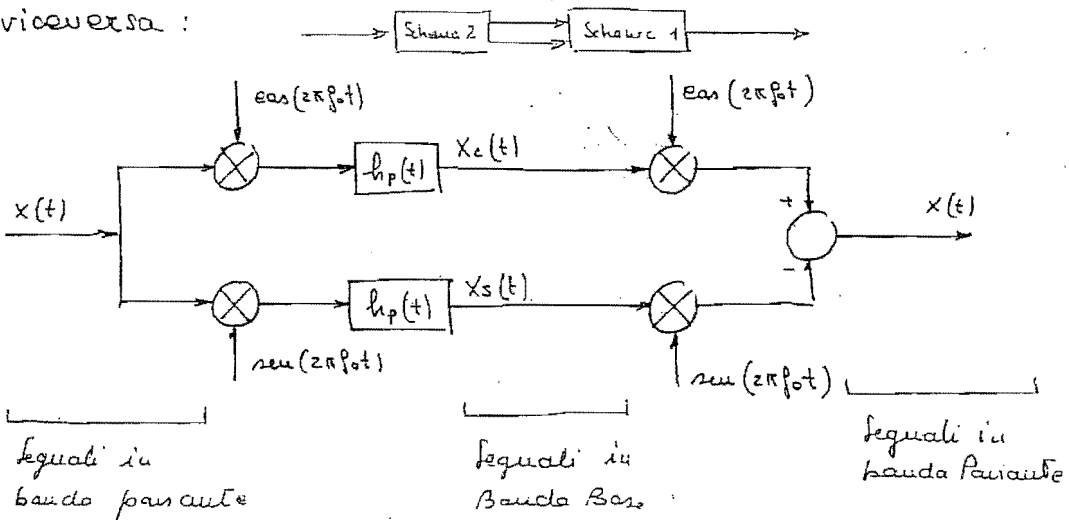 viceversa :
Schema 2
Schema 1
cos(2πf₀t)
cos(2πf₀t)
x(t)
hp(t)
xc(t)
+
x(t)
-
hp(t)
xs(t)
sen(2πf₀t)
sen(2πf₀t)
Segnali in
banda passante
Segnali in
Banda Base
Segnali in
banda Passante